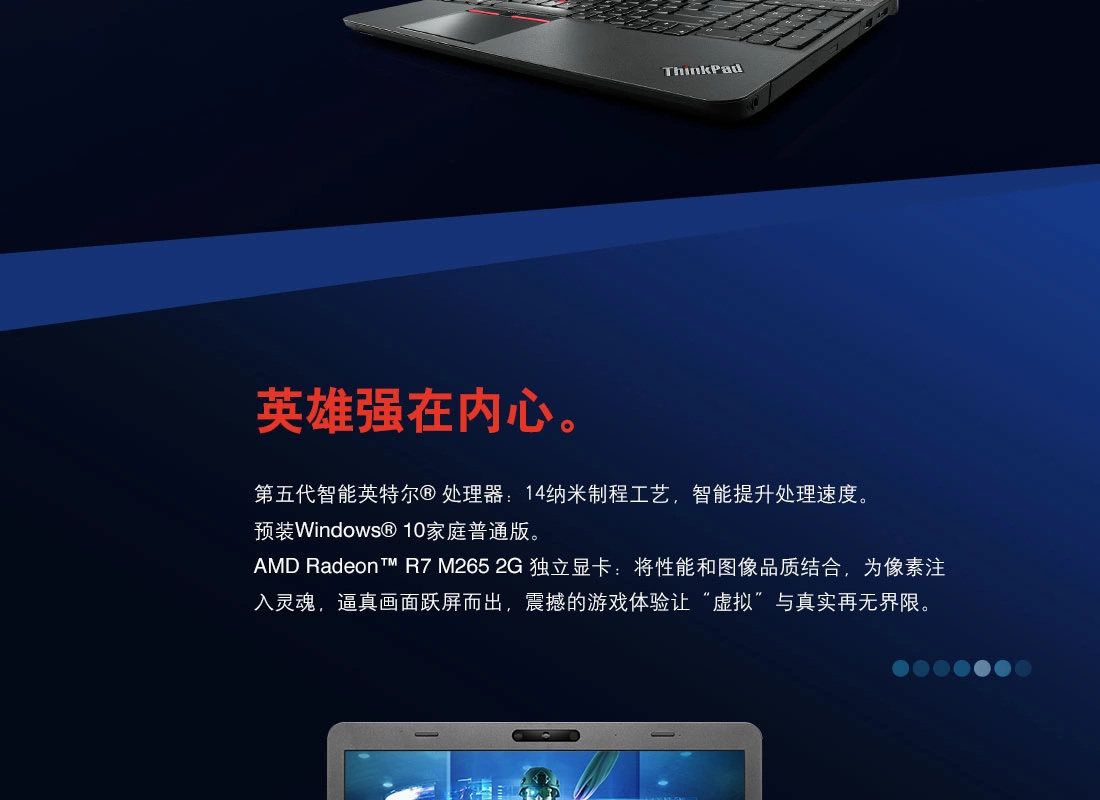 ThinkPad
英雄强在内心。
第五代智能英特尔® 处理器：14纳米制程工艺，智能提升处理速度。
预装Windows® 10家庭普通版。
AMD Radeon™ R7 M265 2G 独立显卡：将性能和图像品质结合，为像素注
入灵魂，逼真画面跃屏而出，震撼的游戏体验让“虚拟”与真实再无界限。